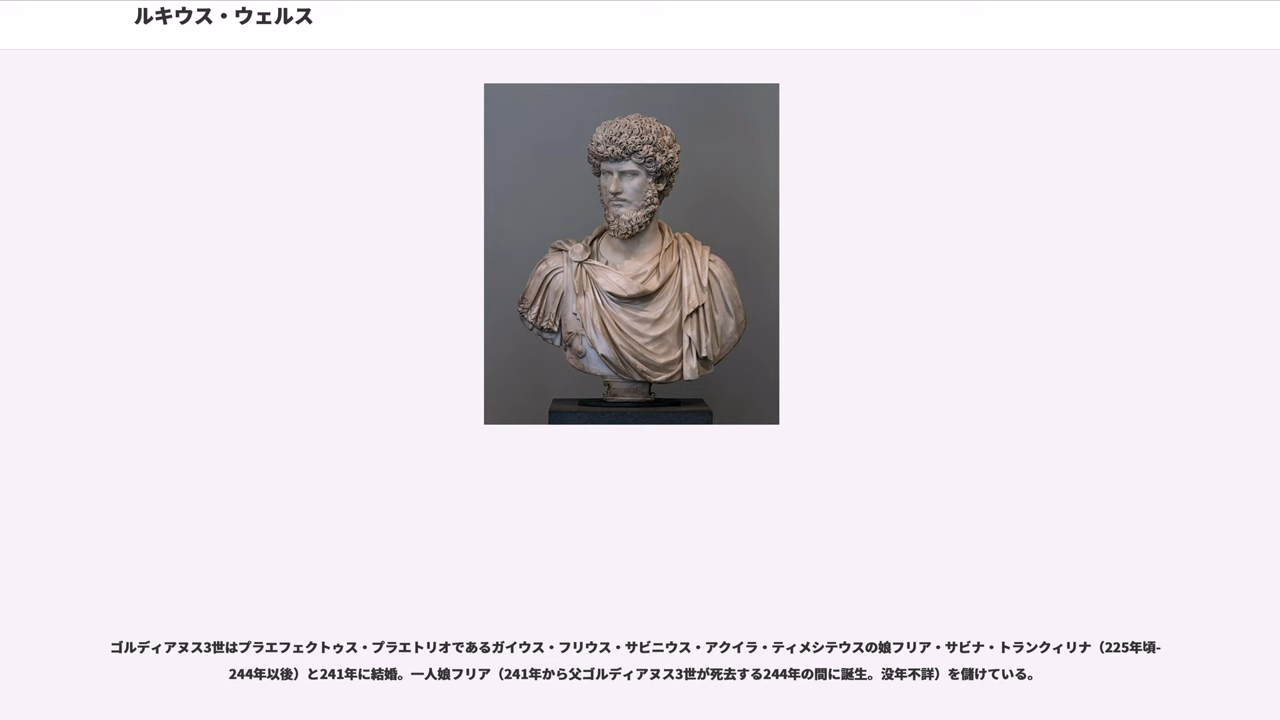 ルキウス・ウェルス
ゴルディアヌス3世はプラエフェクトゥス・プラエトリオであるガイウス・フリウス・サビニウス・アクイラ・ティメシテウスの娘フリア・サビナ・トランクィリナ（225年頃-
244年以後）と241年に結婚。一人娘フリア（241年から父ゴルディアヌス3世が死去する244年の間に誕生。没年不詳）を儲けている。